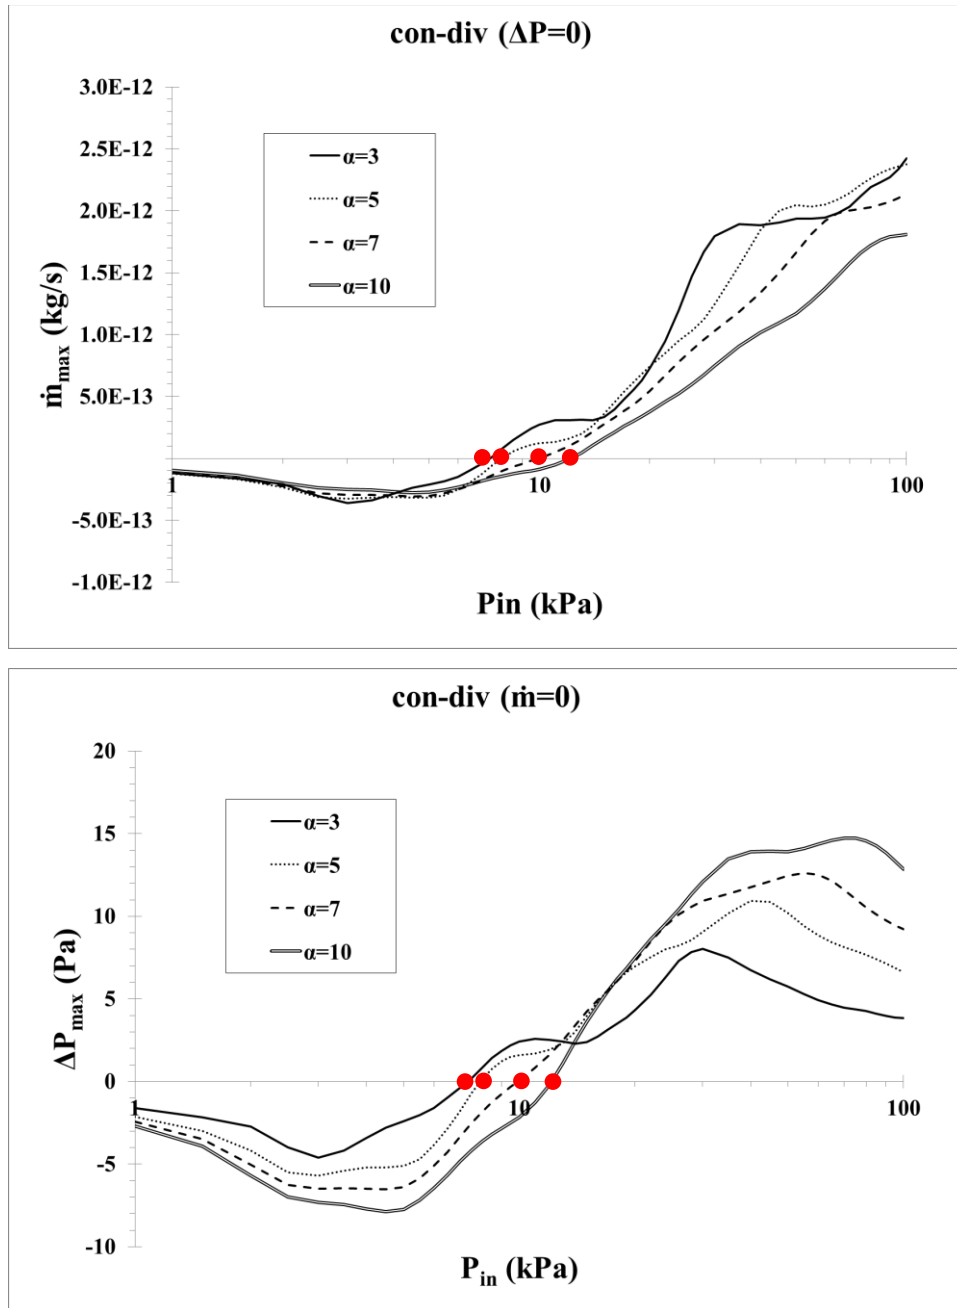 con-div (ΔP=0)
3.0E-12
2.5E-12
2.0E-12
1.5E-12
1.0E-12
5.0E-13
-5.0E-13
-1.0E-12
ṁmax (kg/s)
α=3
α=5
α=7
α=10
1 10 100
Pin (kPa)
con-div (ṁ=0)
20
15
10
5
0
-5
-10
ΔPmax (Pa)
α=3
α=5
α=7
α=10
1 10 100
Pin (kPa)